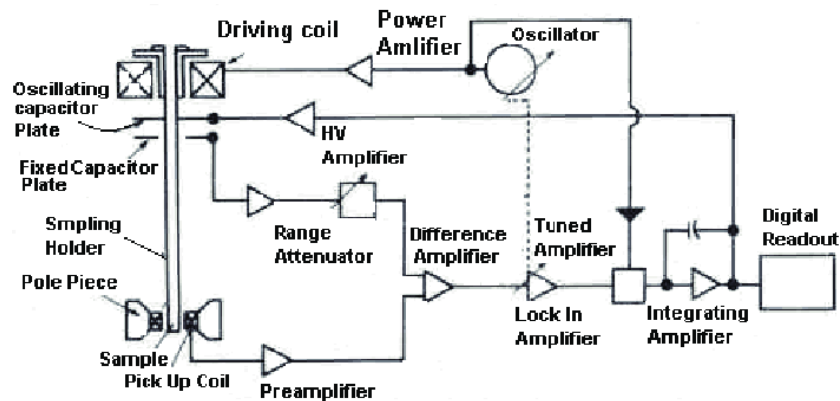 Driving coil
Power
Amlifier
Oscillator
Oscillating
capacitor
Plate
HV
Amplifier
Fixed Capacitor
Plate
Range
Attenuator
Difference
Amplifier
Tuned
Amplifier
Digital
Readout
Smpling
Holder
Pole Piece
Lock In
Amplifier
Integrating
Amplifier
Sample
Pick Up Coil
Preamplifier